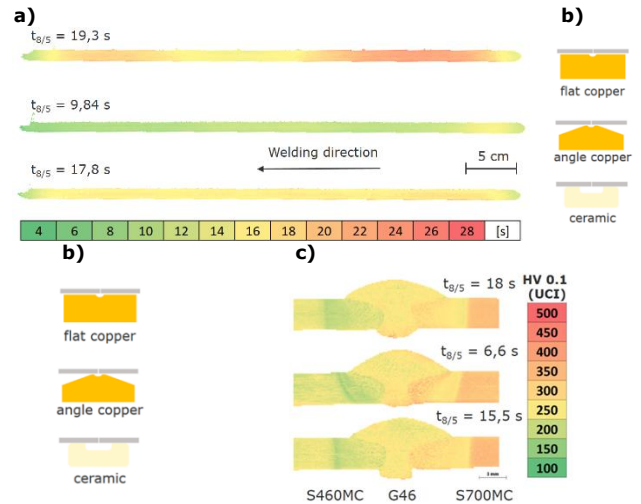 a)
b)
t8/5 = 19,3 s
flat copper
t8/5 = 9,84 s
angle copper
Welding direction
5 cm
t8/5 = 17,8 s
ceramic
4 6 8 10 12 14 16 18 20 22 24 26 28 [s]
b)
flat copper
angle copper
ceramic
c)
t8/5 = 18 s
t8/5 = 6,6 s
t8/5 = 15,5 s
1 mm
S460MC G46 S700MC
HV 0.1
(UCI)
500
450
400
350
300
250
200
150
100